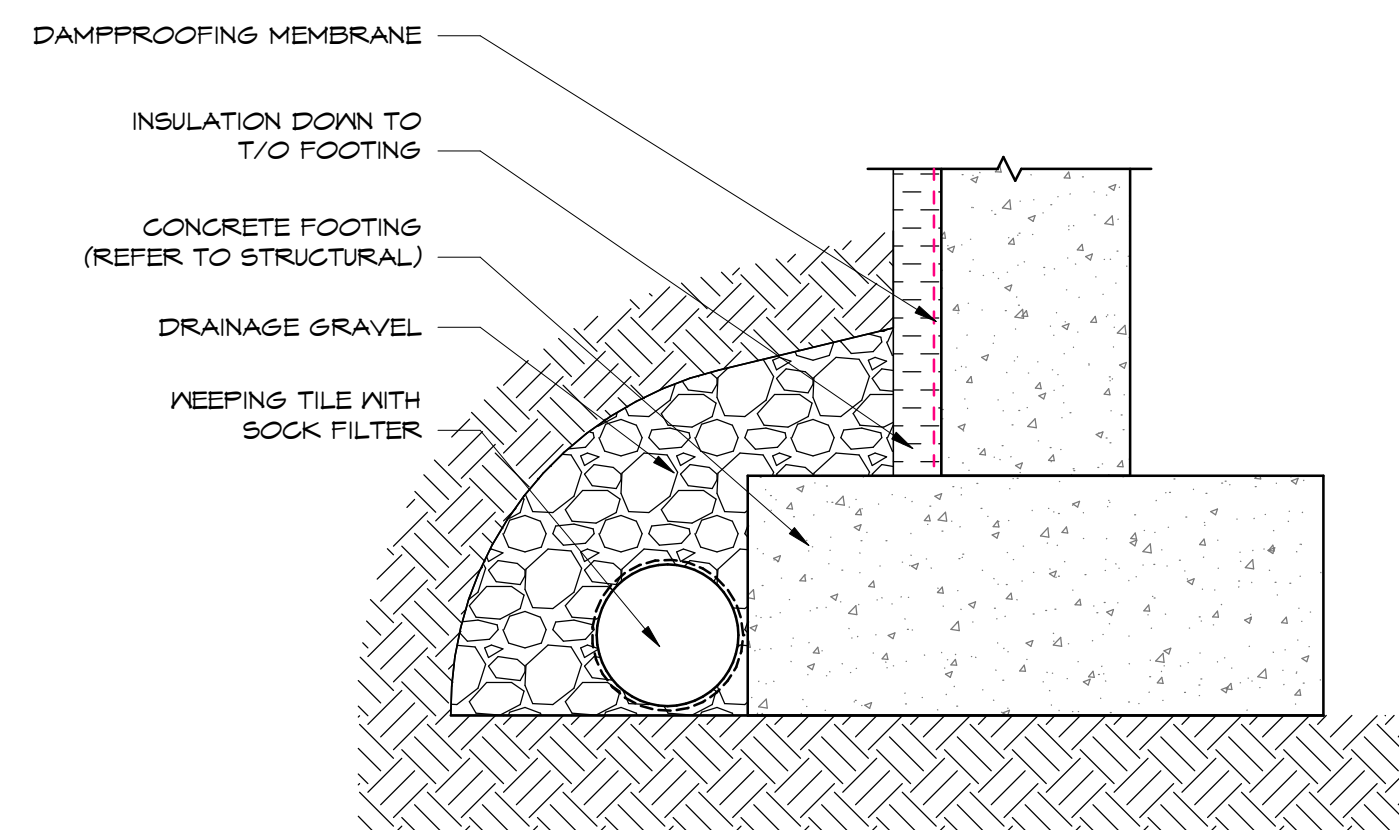 DAMPPROOFING MEMBRANE
INSULATION DOWN TO
T/O FOOTING
CONCRETE FOOTING
(REFER TO STRUCTURAL)
DRAINAGE GRAVEL
WEEPING TILE WITH
SOCK FILTER